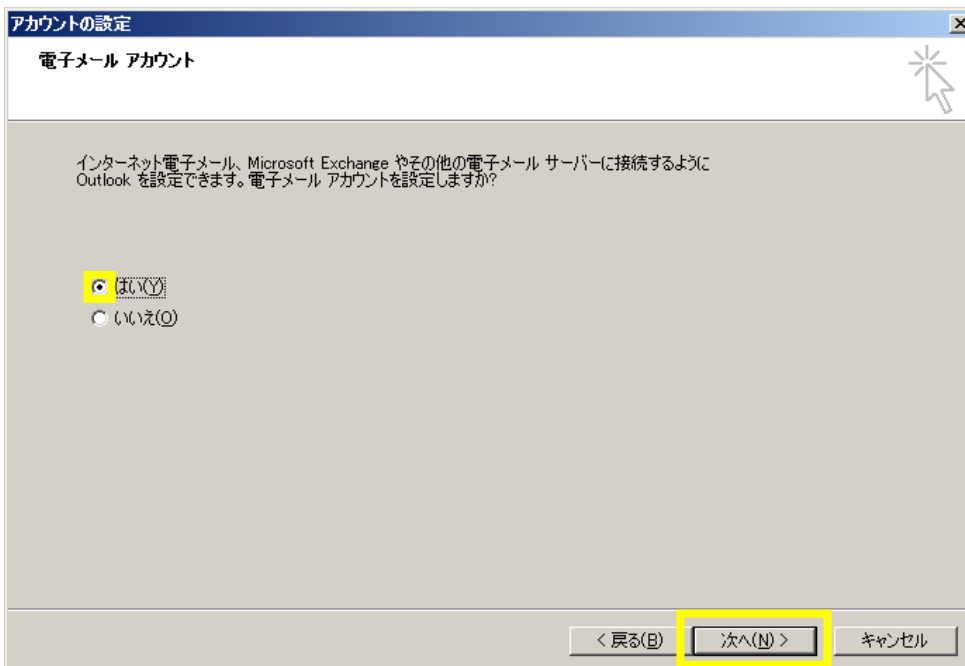 アカウントの設定
電子メール アカウント
インターネット電子メール、Microsoft Exchange やその他の電子メール サーバーに接続するように
Outlook を設定できます。電子メール アカウントを設定しますか?
はい(Y)
いいえ(O)
< 戻る(B)
次へ(N) >
キャンセル